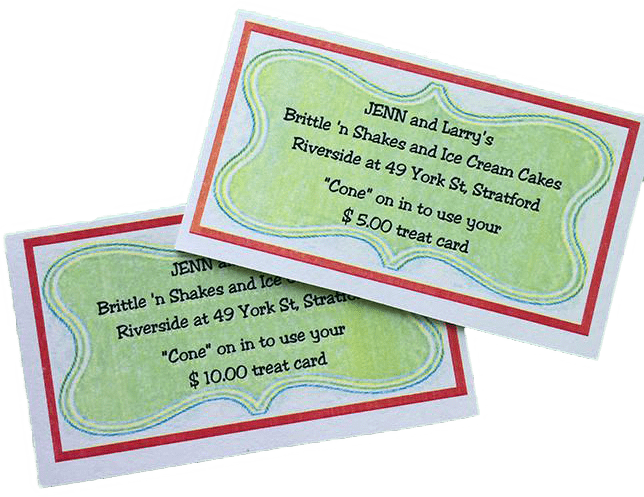 JENN and Larry's
Brittle 'n Shakes and Ice Cream Cakes
Riverside at 49 York St, Stratford
"Cone" on in to use your
$ 5.00 treat card
JENN
Brittle 'n Shakes and Ice
Riverside at 49 York St,
"Cone" on in to use your
$ 10.00 treat card